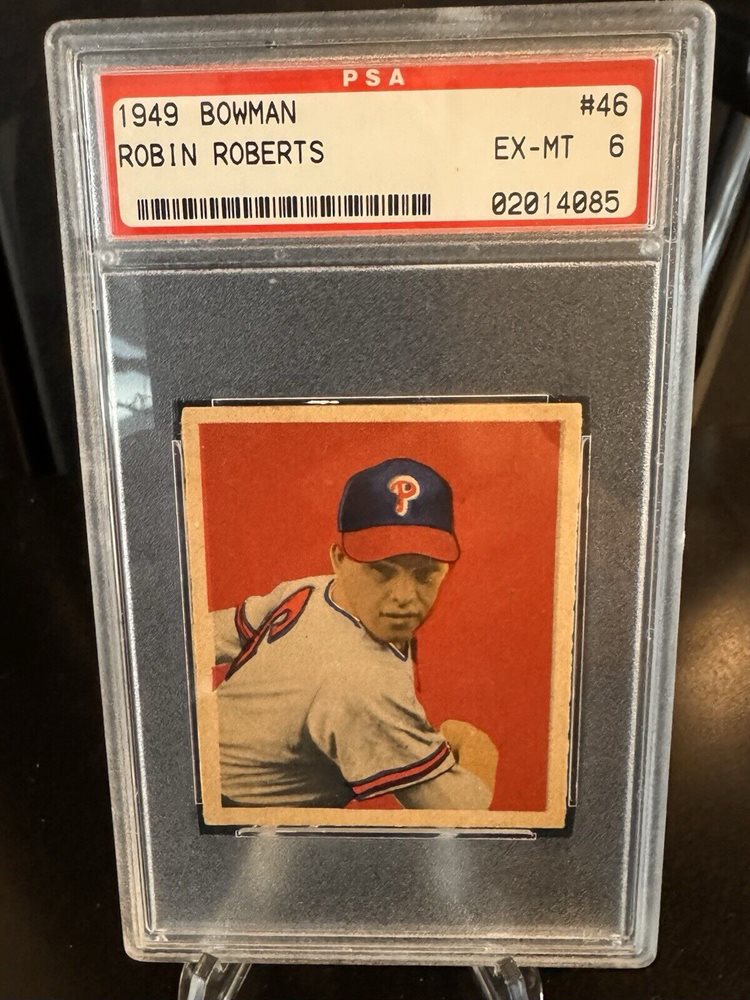 PSA
1949 BOWMAN #46
ROBIN ROBERTS EX-MT 6
02014085
P